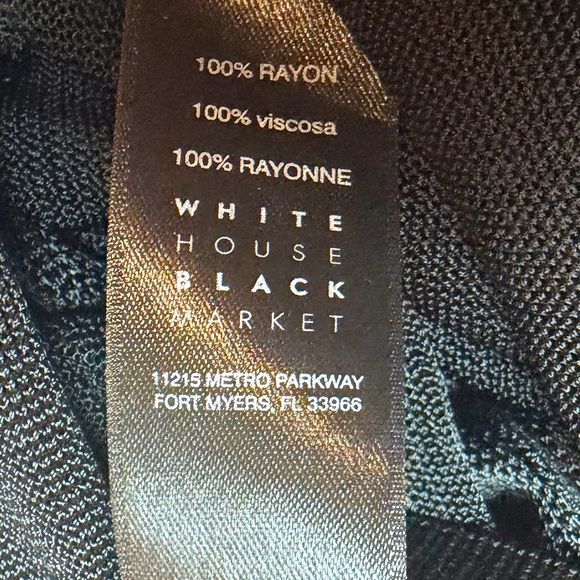 100% RAYON
100% viscosa
100% RAYONNE
WHITE
HOUSE
BLACK
MARKET
11215 METRO PARKWAY
FORT MYERS, FL 33966